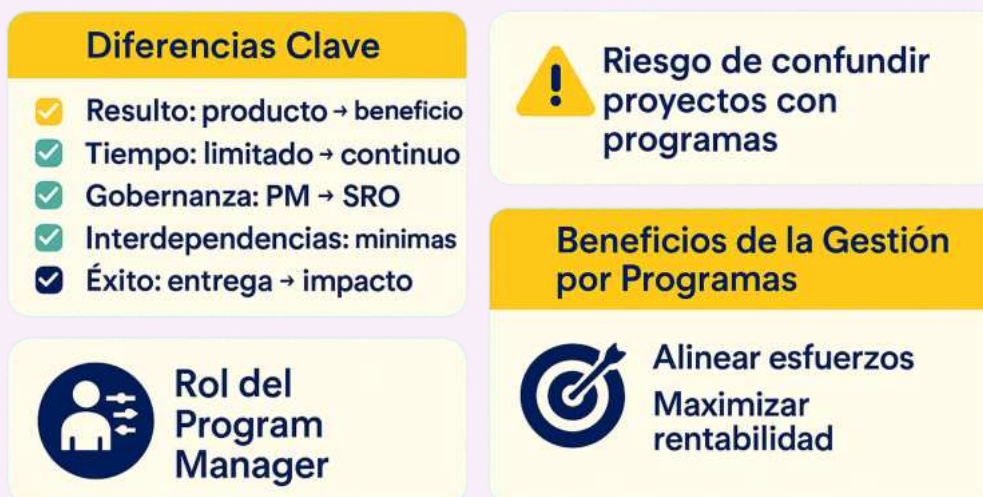 Diferencias Clave
Resulto: producto → beneficio
Tiempo: limitado → continuo
Gobernanza: PM → SRO
Interdependencias: minimas
Éxito: entrega → impacto
Rol del
Program
Manager
Riesgo de confundir
proyectos con
programas
Beneficios de la Gestión
por Programas
Alinear esfuerzos
Maximizar
rentabilidad